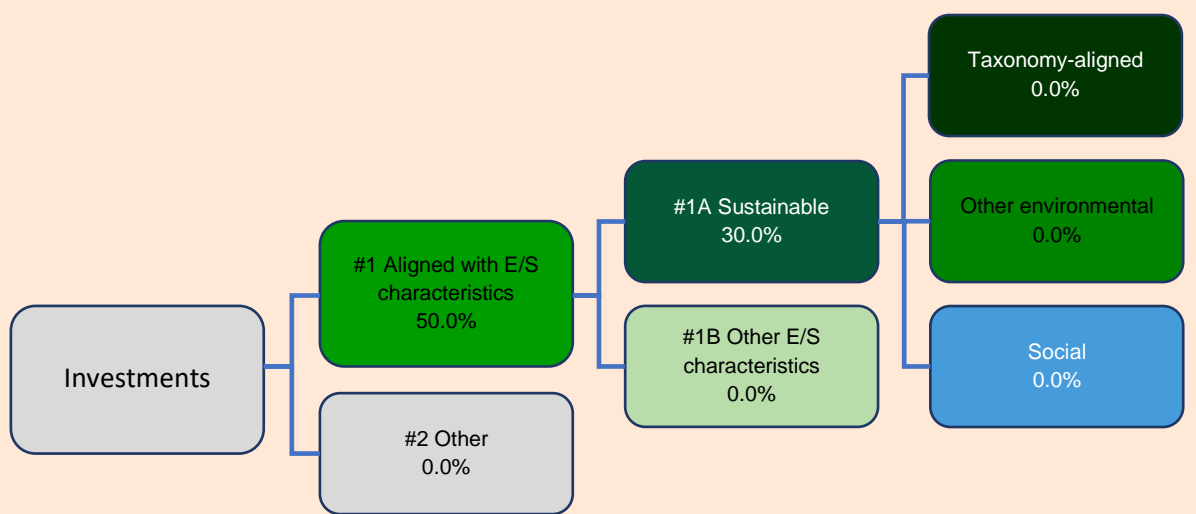 Investments
#1 Aligned with E/S
characteristics
50.0%
#2 Other
0.0%
#1A Sustainable
30.0%
#1B Other E/S
characteristics
0.0%
Taxonomy-aligned
0.0%
Other environmental
0.0%
Social
0.0%